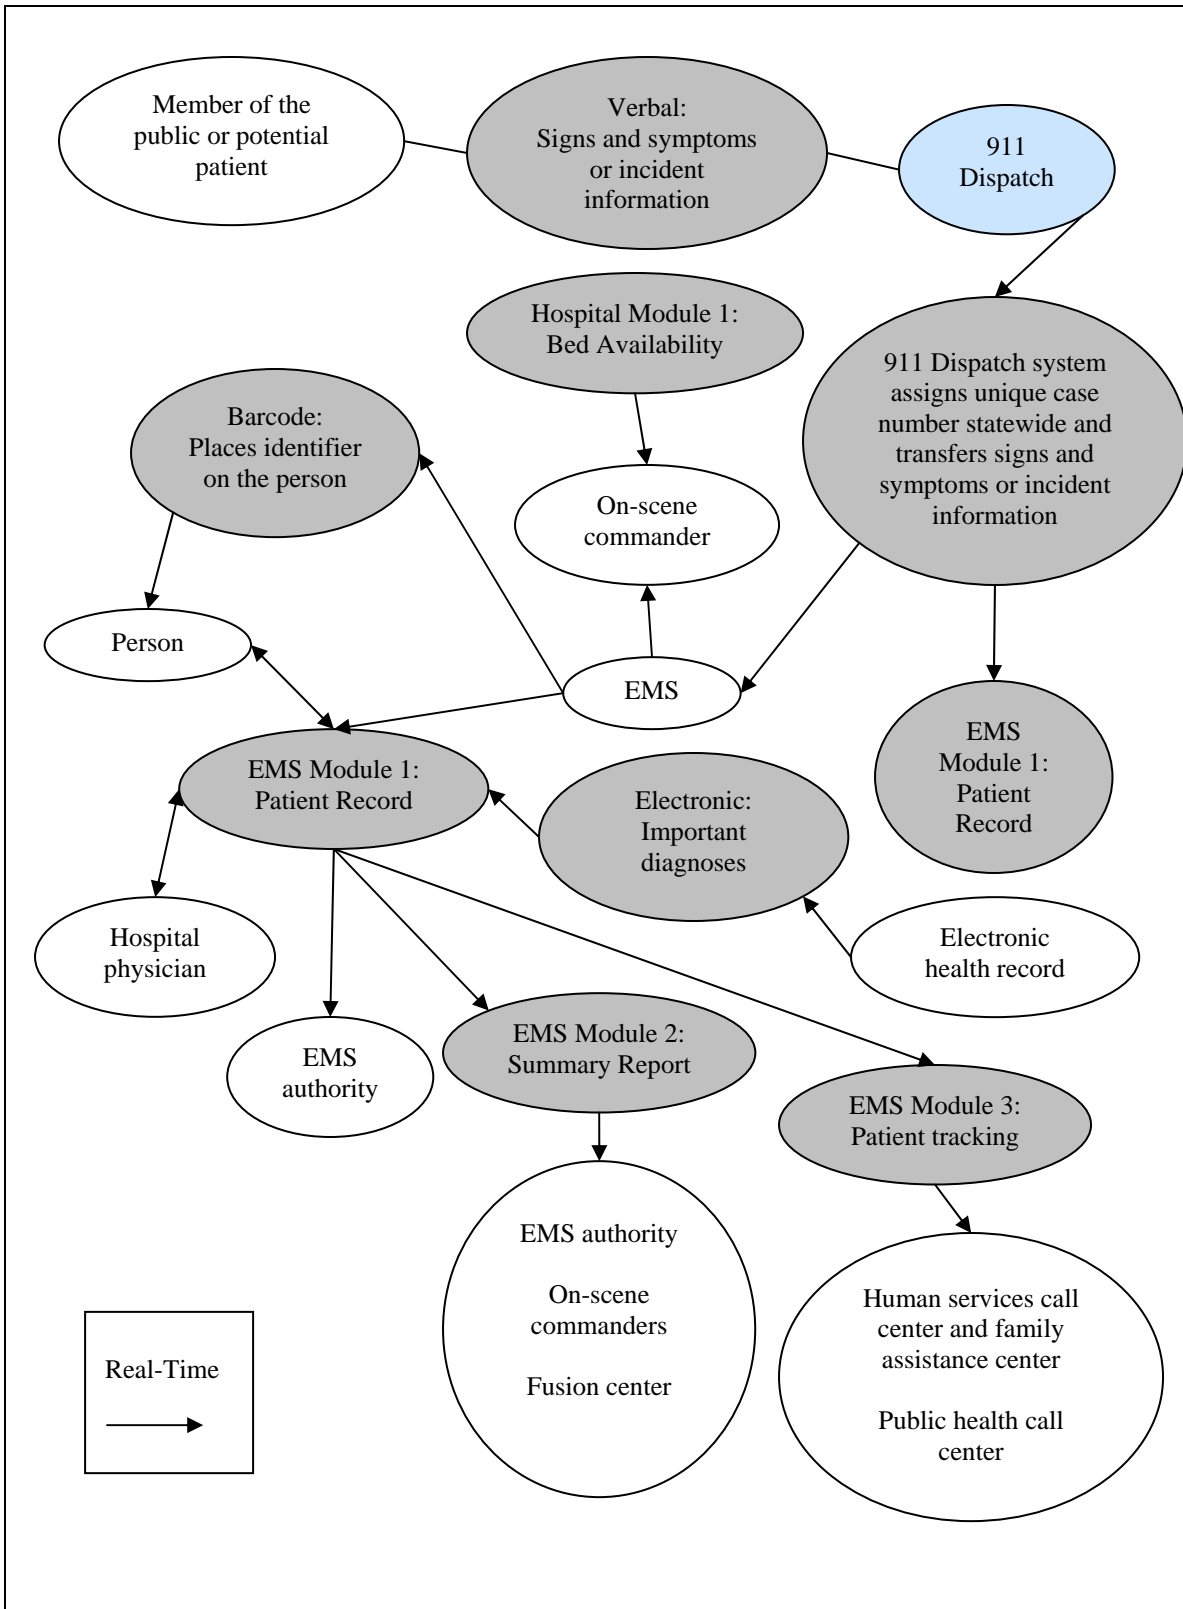 Member of the
public or potential
patient
Verbal:
Signs and symptoms
or incident
information
911
Dispatch
Hospital Module 1:
Bed Availability
911 Dispatch system
assigns unique case
number statewide and
transfers signs and
symptoms or incident
information
Barcode:
Places identifier
on the person
On-scene
commander
Person
EMS
EMS Module 1:
Patient Record
Electronic:
Important
diagnoses
EMS
Module 1:
Patient
Record
Hospital
physician
Electronic
health record
EMS
authority
EMS Module 2:
Summary Report
EMS Module 3:
Patient tracking
EMS authority
On-scene
commanders
Fusion center
Human services call
center and family
assistance center
Public health call
center
Real-Time